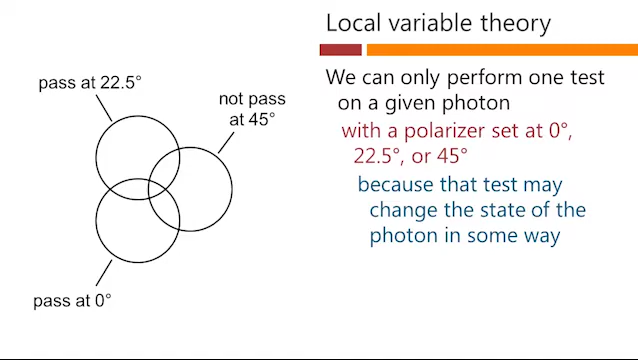 Local variable theory
pass at 22.5°
not pass
at 45°
pass at 0°
We can only perform one test
on a given photon
with a polarizer set at 0°,
22.5°, or 45°
because that test may
change the state of the
photon in some way